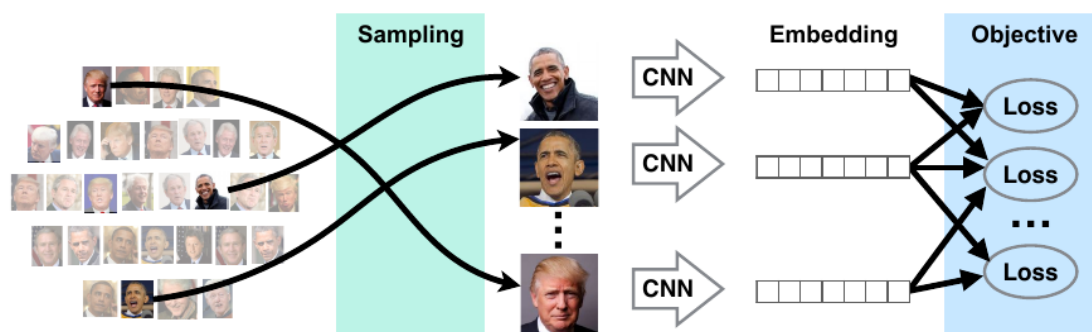 Sampling
Embedding
Objective
CNN
Loss
CNN
Loss
...
CNN
Loss